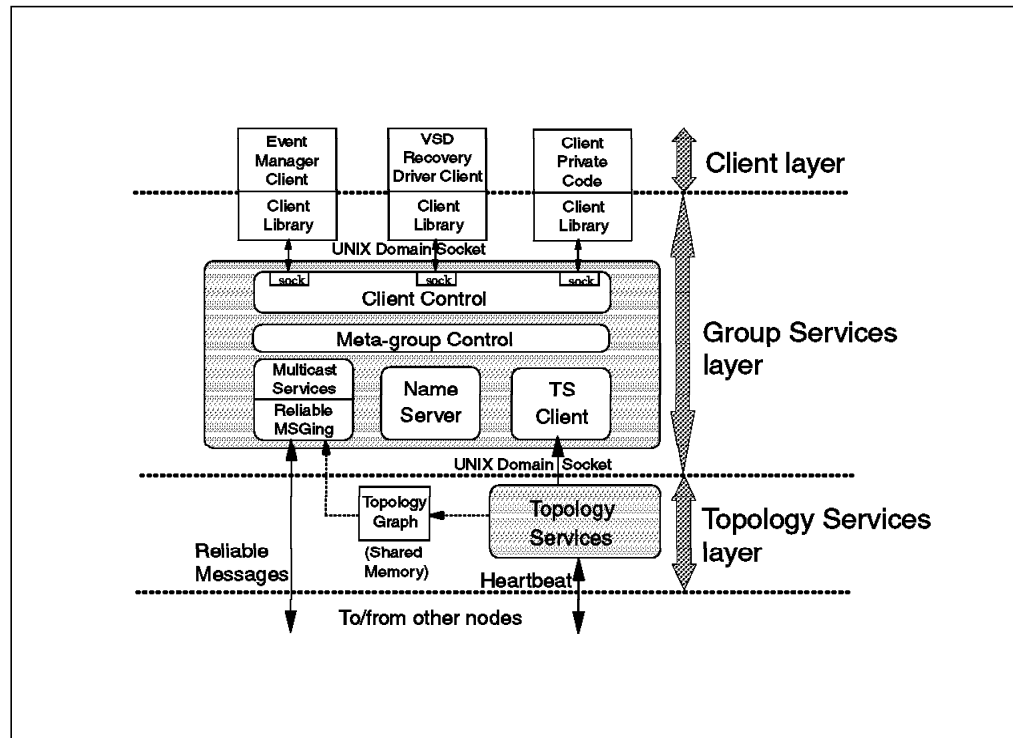 Event
Manager
Client
VSD
Recovery
Driver Client
Client
Private
Code
Client layer
Client
Library
Client
Library
Client
Library
UNIX Domain Socket
sock
sock
sock
Client Control
Meta-group Control
Group Services
layer
Multicast
Services
Reliable
MSGing
Name
Server
TS
Client
UNIX Domain Socket
Topology
Graph
(Shared
Memory)
Topology
Services
Topology Services
layer
Reliable
Messages
Heartbeat
To/from other nodes